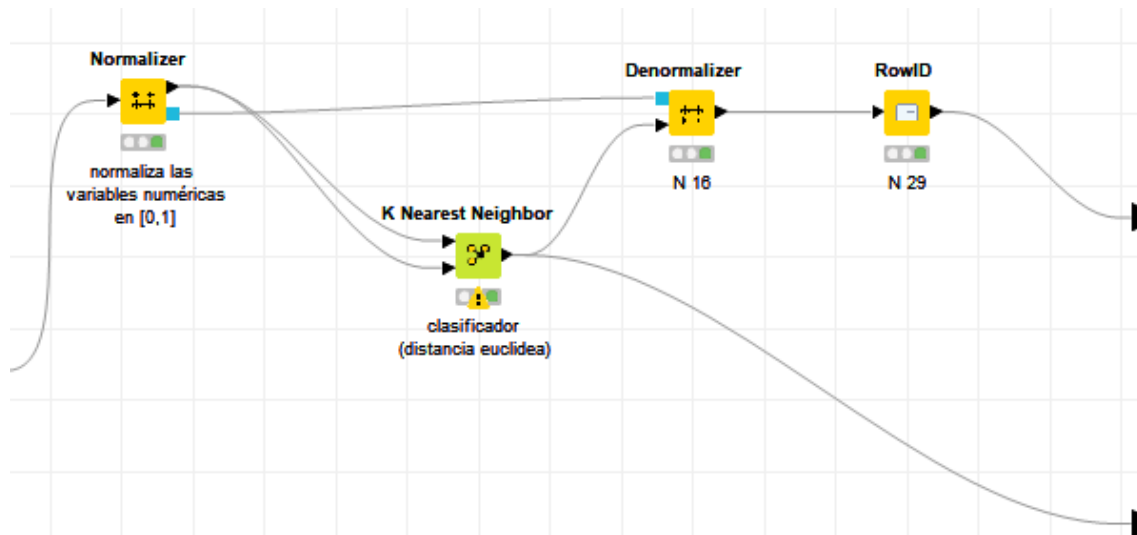 Normalizer
normaliza las
variables numéricas
en [0,1]
K Nearest Neighbor
clasificador
(distancia euclidea)
Denormalizer
N 16
RowID
N 29